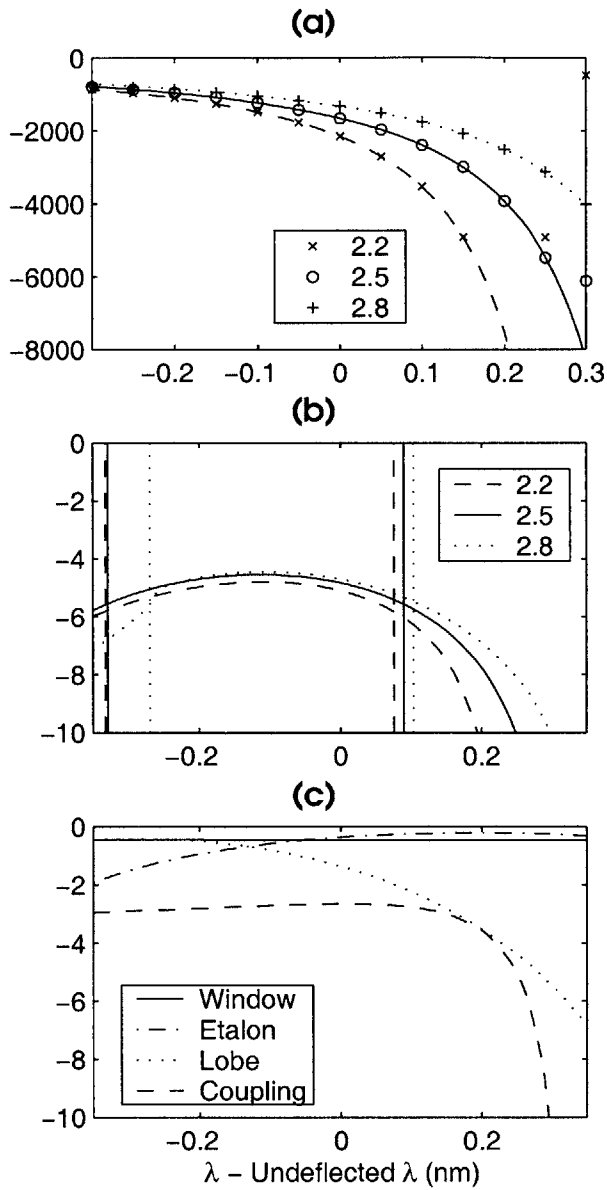 (a)
0
−2000
−4000
−6000
−8000
2.2
2.5
2.8
−0.2 −0.1 0 0.1 0.2 0.3
(b)
0
−2
−4
−6
−8
−10
2.2
2.5
2.8
−0.2 0 0.2
(c)
0
−2
−4
−6
−8
−10
Window
Etalon
Lobe
Coupling
−0.2 0 0.2
λ − Undeflected λ (nm)